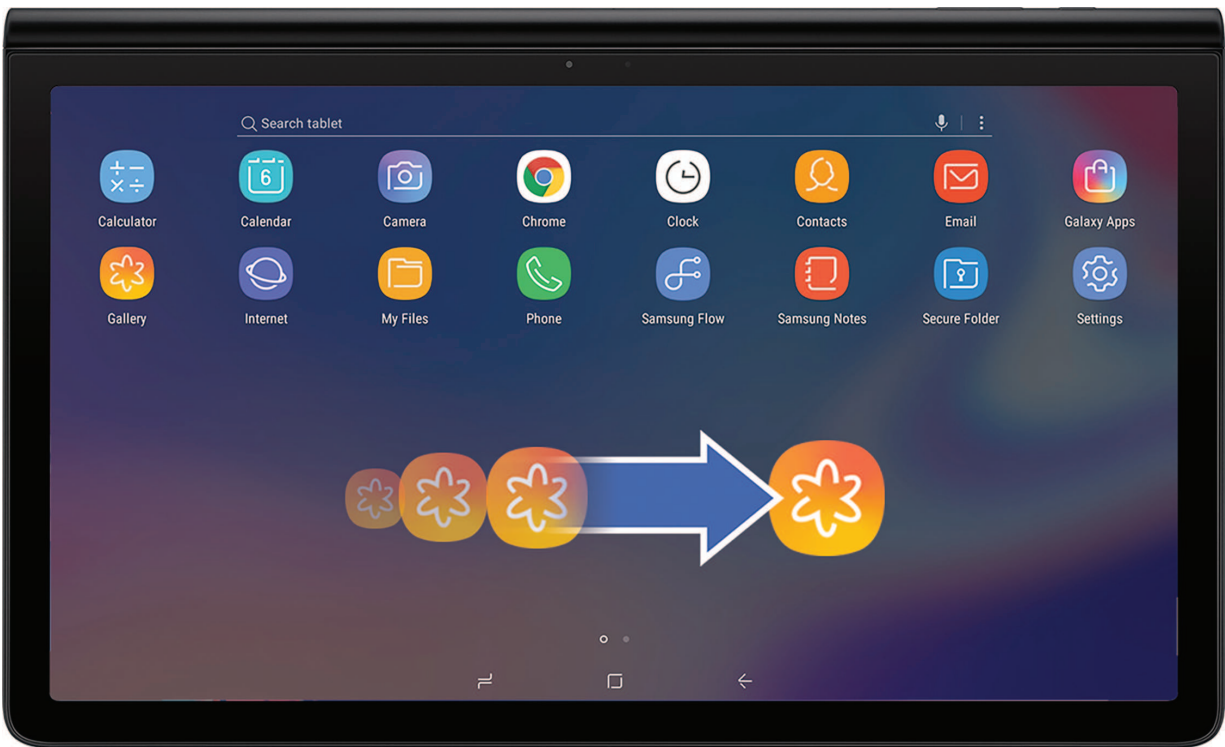 Search tablet
6
Calculator Calendar Camera Chrome Clock Contacts Email Galaxy Apps
Gallery Internet My Files Phone Samsung Flow Samsung Notes Secure Folder Settings